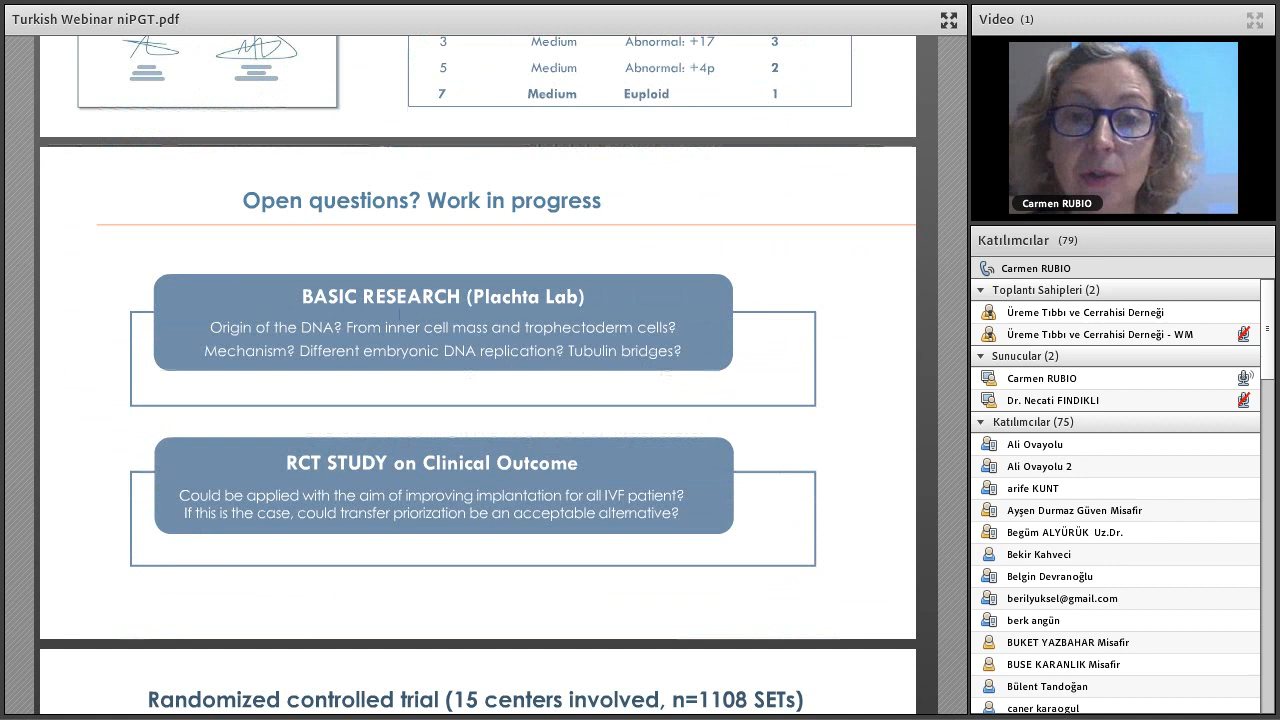 Turkish Webinar niPGT.pdf
3 Medium Abnormal: +17 3
5 Medium Abnormal: +4p 2
7 Medium Euploid 1
Open questions? Work in progress
BASIC RESEARCH (Plachta Lab)
Origin of the DNA? From inner cell mass and trophectoderm cells?
Mechanism? Different embryonic DNA replication? Tubulin bridges?
RCT STUDY on Clinical Outcome
Could be applied with the aim of improving implantation for all IVF patient?
If this is the case, could transfer priorization be an acceptable alternative?
Randomized controlled trial (15 centers involved, n=1108 SETs)
Video (1)
Carmen RUBIO
Katılımcılar (79)
Carmen RUBIO
Toplantı Sahipleri (2)
Üreme Tıbbı ve Cerrahisi Derneği
Üreme Tıbbı ve Cerrahisi Derneği - WM
Sunucular (2)
Carmen RUBIO
Dr. Necati FINDIKLI
Katılımcılar (75)
Ali Ovayolu
Ali Ovayolu 2
arife KUNT
Ayşen Durmaz Güven Misafir
Begüm ALYÜRÜK Uz.Dr.
Bekir Kahveci
Belgin Devranoğlu
berilyuksel@gmail.com
berk angün
BUKET YAZBAHAR Misafir
BUSE KARANLIK Misafir
Bülent Tandoğan
caner karaogul